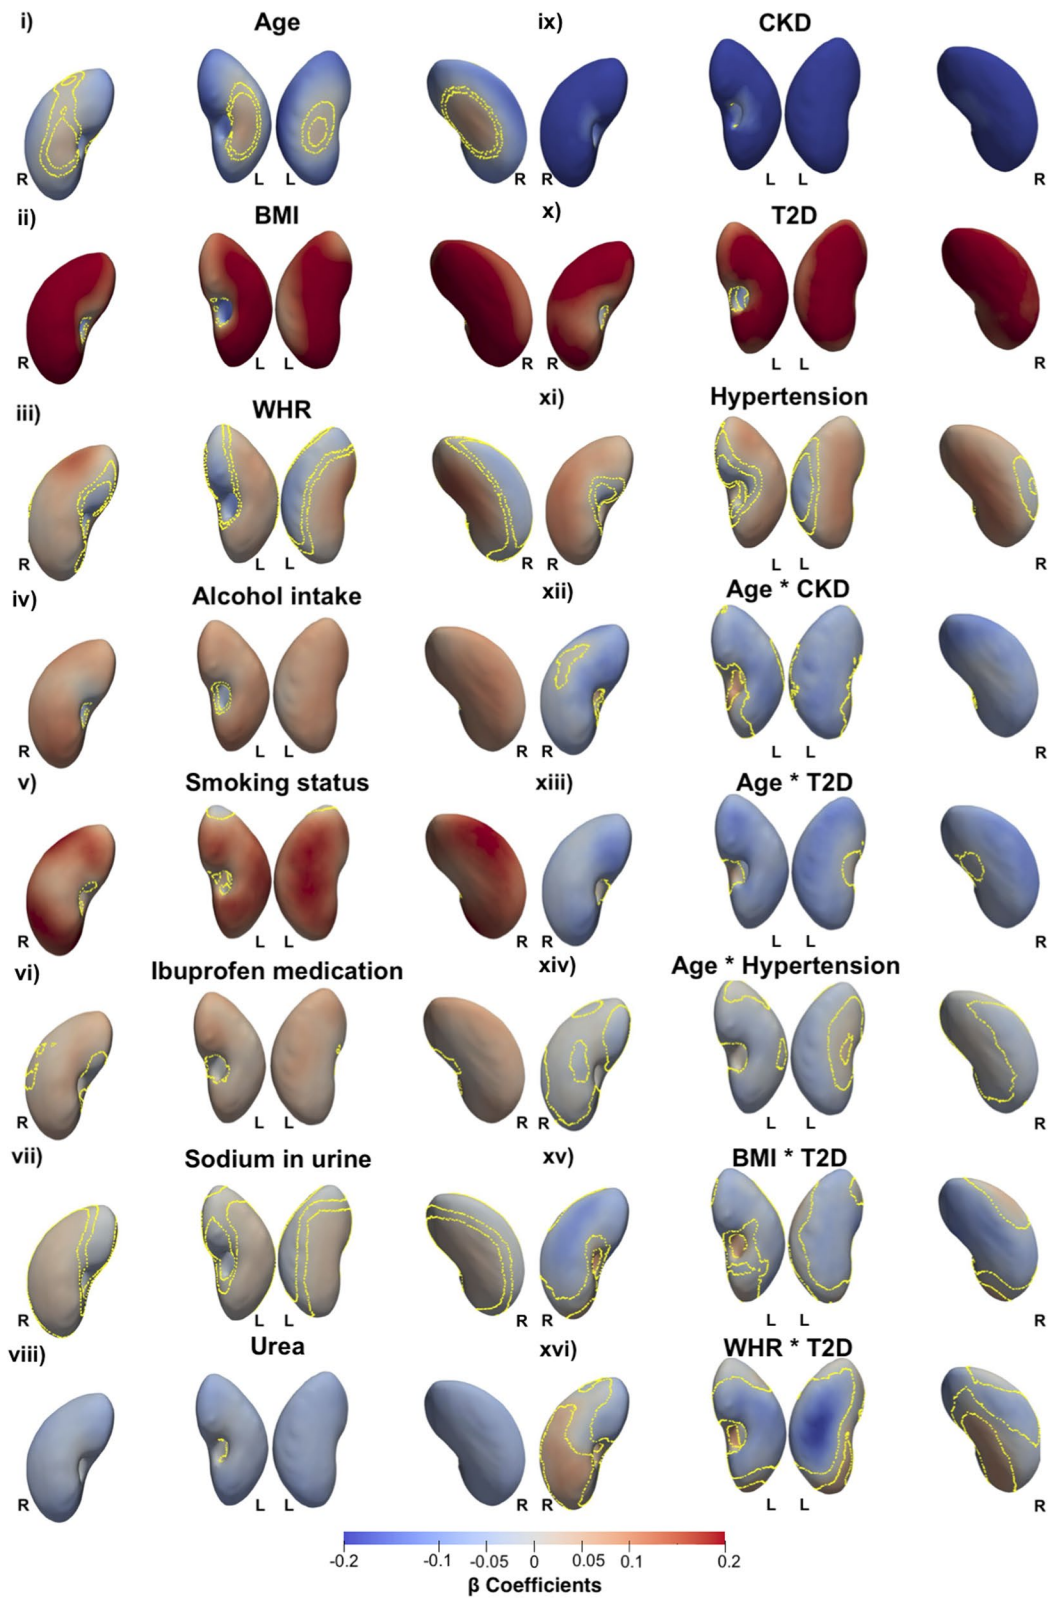 i)
Age
R
L
L
R
ii)
BMI
R
L
L
R
iii)
WHR
R
L
L
R
iv)
Alcohol intake
R
L
L
R
v)
Smoking status
R
L
L
R
vi)
Ibuprofen medication
R
L
L
R
vii)
Sodium in urine
R
L
L
R
viii)
Urea
R
L
L
R
ix)
CKD
R
L
L
R
x)
T2D
R
L
L
R
xi)
Hypertension
R
L
L
R
xii)
Age * CKD
R
L
L
R
xiii)
Age * T2D
R
L
L
R
xiv)
Age * Hypertension
R
L
L
R
xv)
BMI * T2D
R
L
L
R
xvi)
WHR * T2D
R
L
L
R
-0.2 -0.1 -0.05 0 0.05 0.1 0.2
β Coefficients